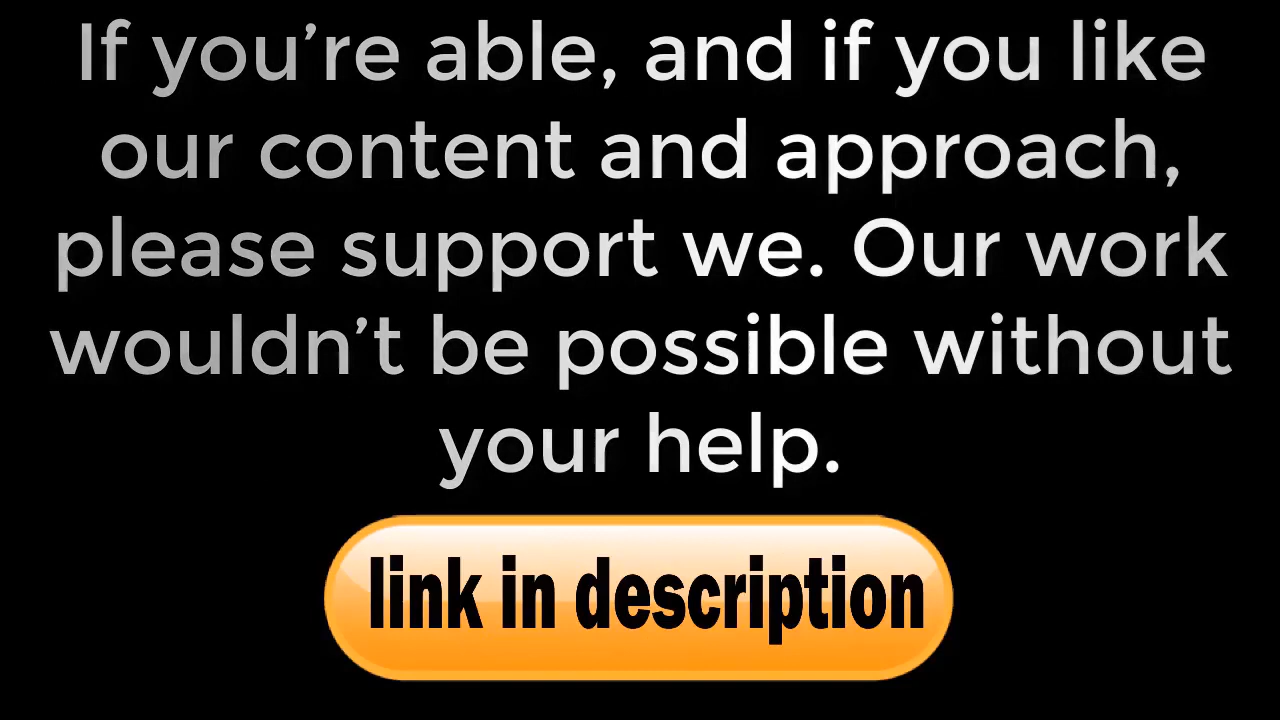 If you’re able, and if you like
our content and approach,
please support we. Our work
wouldn’t be possible without
your help.
link in description